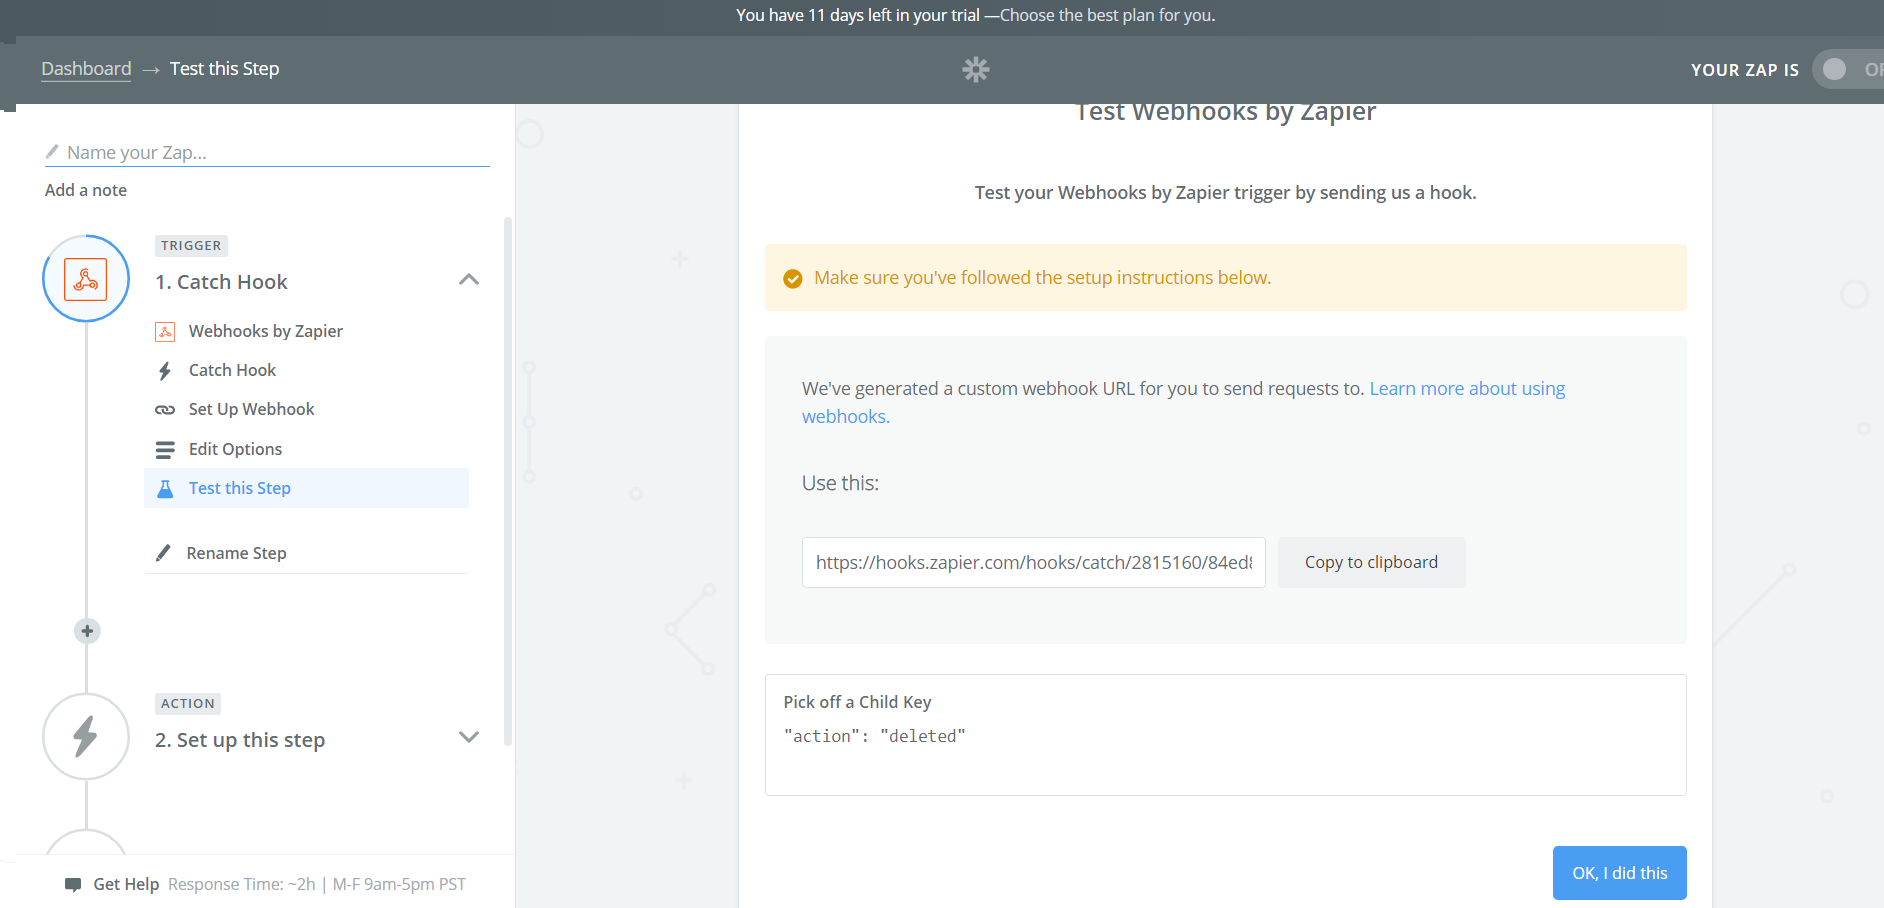 You have 11 days left in your trial —Choose the best plan for you.
Dashboard → Test this Step
YOUR ZAP IS
Name your Zap...
Add a note
TRIGGER
1. Catch Hook
Webhooks by Zapier
Catch Hook
Set Up Webhook
Edit Options
Test this Step
Rename Step
ACTION
2. Set up this step
Get Help Response Time: ~2h | M-F 9am-5pm PST
Test Webhooks by Zapier
Test your Webhooks by Zapier trigger by sending us a hook.
Make sure you've followed the setup instructions below.
We've generated a custom webhook URL for you to send requests to. Learn more about using
webhooks.
Use this:
https://hooks.zapier.com/hooks/catch/2815160/84ed
Copy to clipboard
Pick off a Child Key
"action": "deleted"
OK, I did this